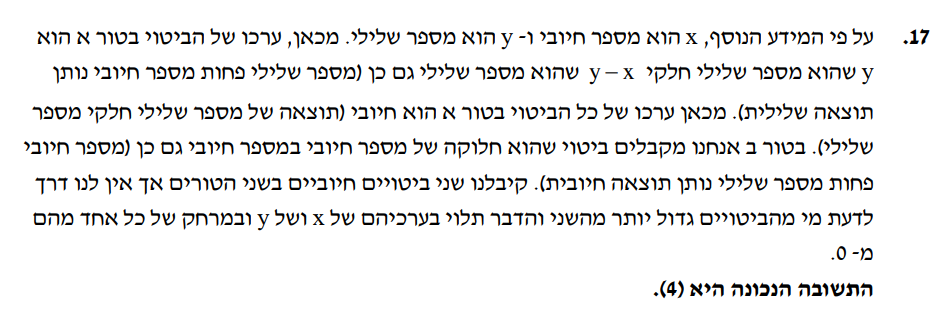 17. על פי המידע הנוסף, x הוא מספר חיובי ו- y הוא מספר שלילי. מכאן, ערכו של הביטוי בטור א הוא
y שהוא מספר שלילי חלקי y – x שהוא מספר שלילי גם כן (מספר שלילי פחות מספר חיובי נותן
תוצאה שלילית). מכאן ערכו של כל הביטוי בטור א הוא חיובי (תוצאה של מספר שלילי חלקי מספר
שלילי). בטור ב אנחנו מקבלים ביטוי שהוא חלוקה של מספר חיובי במספר חיובי גם כן (מספר חיובי
פחות מספר שלילי נותן תוצאה חיובית). קיבלנו שני ביטויים חיוביים בשני הטורים אך אין לנו דרך
לדעת מי מהביטויים גדול יותר מהשני והדבר תלוי בערכיהם של x ושל y ובמרחק של כל אחד מהם
מ- 0.
התשובה הנכונה היא (4).